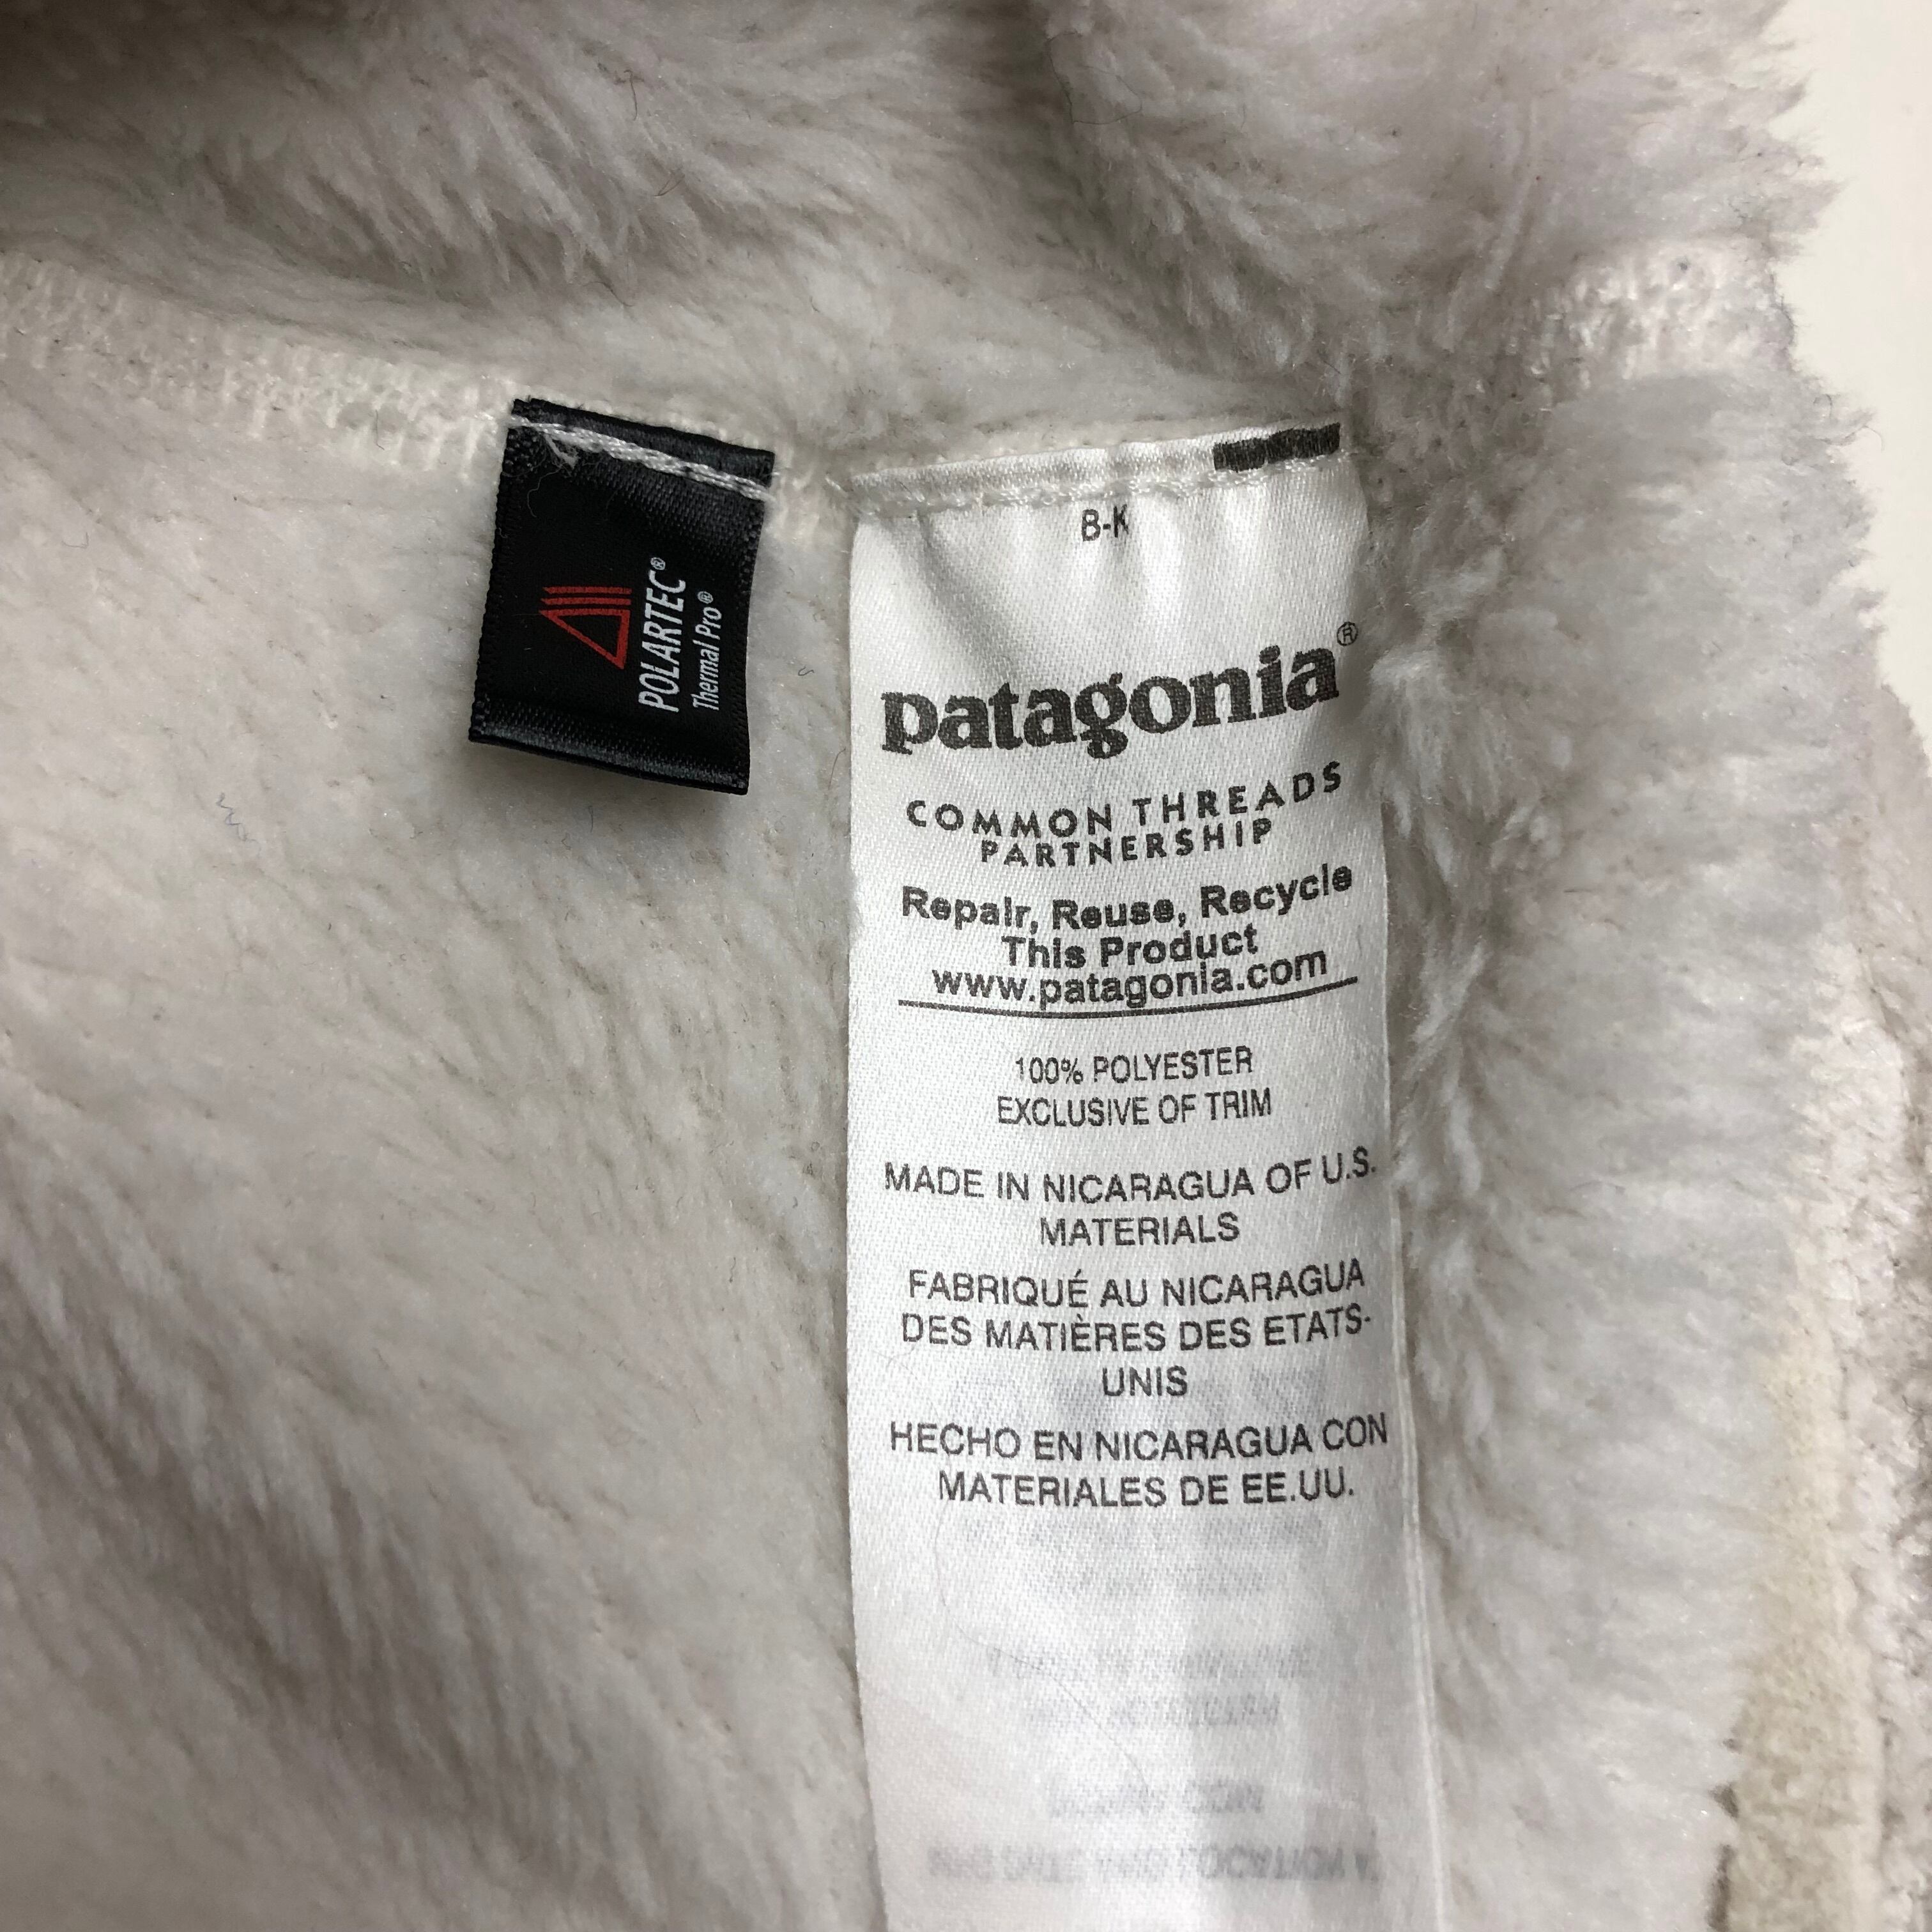 POLARTEC®
Thermal Pro®
B-K
patagonia®
COMMON THREADS
PARTNERSHIP
Repair, Reuse, Recycle
This Product
www.patagonia.com
100% POLYESTER
EXCLUSIVE OF TRIM
MADE IN NICARAGUA OF U.S.
MATERIALS
FABRIQUÉ AU NICARAGUA
DES MATIÈRES DES ETATS-
UNIS
HECHO EN NICARAGUA CON
MATERIALES DE EE.UU.